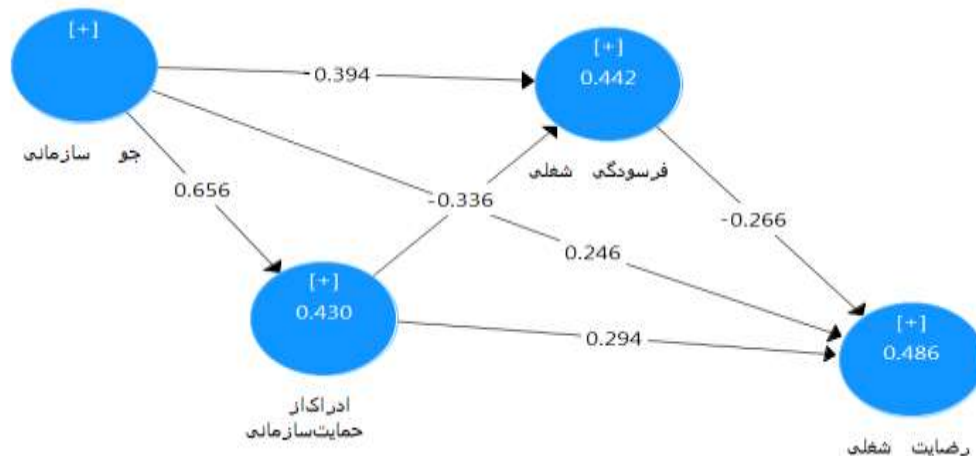 [+]
[+]
0.442
0.394
جو سازمانی
فرسودگی شغلی
0.656
-0.336
-0.266
0.246
[+]
0.430
[+]
0.486
0.294
ادراک‌از
حمایت‌سازمانی
رضایت شغلی